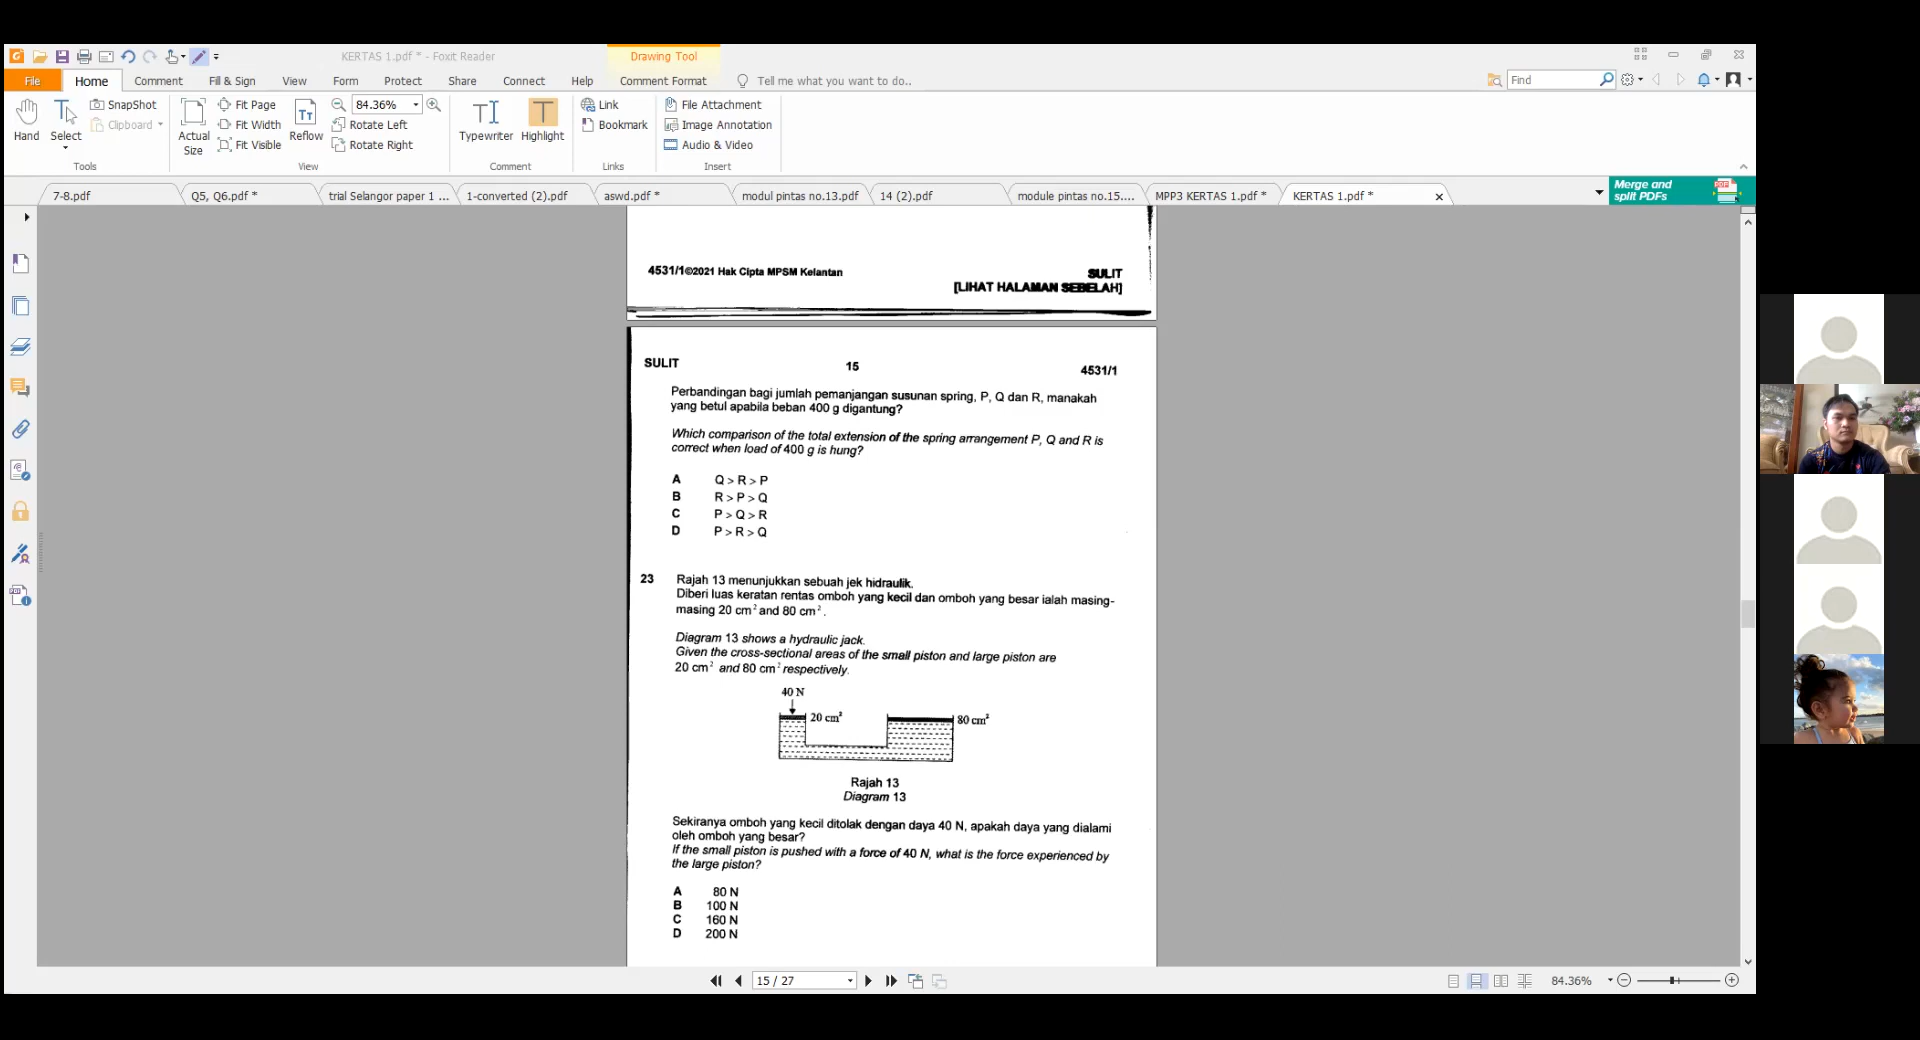 KERTAS 1.pdf * - Foxit Reader
Drawing Tool
File
Home
Comment
Fill & Sign
View
Form
Protect
Share
Connect
Help
Comment Format
Tell me what you want to do..
Find
Hand
Select
SnapShot
Clipboard
Tools
Actual
Size
Fit Page
Fit Width
Fit Visible
Reflow
84.36%
Rotate Left
Rotate Right
View
Typewriter
Highlight
Comment
Link
Bookmark
Links
File Attachment
Image Annotation
Audio & Video
Insert
7-8.pdf
Q5, Q6.pdf *
trial Selangor paper 1 ...
1-converted (2).pdf
aswd.pdf *
modul pintas no.13.pdf
14 (2).pdf
module pintas no.15....
MPP3 KERTAS 1.pdf *
KERTAS 1.pdf *
Merge and
split PDFs
4531/1©2021 Hak Cipta MPSM Kelantan
SULIT
[LIHAT HALAMAN SEBELAH]
SULIT
15
4531/1
Perbandingan bagi jumlah pemanjangan susunan spring, P, Q dan R, manakah
yang betul apabila beban 400 g digantung?
Which comparison of the total extension of the spring arrangement P, Q and R is
correct when load of 400 g is hung?
A Q > R > P
B R > P > Q
C P > Q > R
D P > R > Q
23 Rajah 13 menunjukkan sebuah jek hidraulik.
Diberi luas keratan rentas omboh yang kecil dan omboh yang besar ialah masing-
masing 20 cm² and 80 cm² .
Diagram 13 shows a hydraulic jack.
Given the cross-sectional areas of the small piston and large piston are
20 cm² and 80 cm² respectively.
40 N
20 cm²
80 cm²
Rajah 13
Diagram 13
Sekiranya omboh yang kecil ditolak dengan daya 40 N, apakah daya yang dialami
oleh omboh yang besar?
If the small piston is pushed with a force of 40 N, what is the force experienced by
the large piston?
A 80 N
B 100 N
C 160 N
D 200 N
15 / 27
84.36%